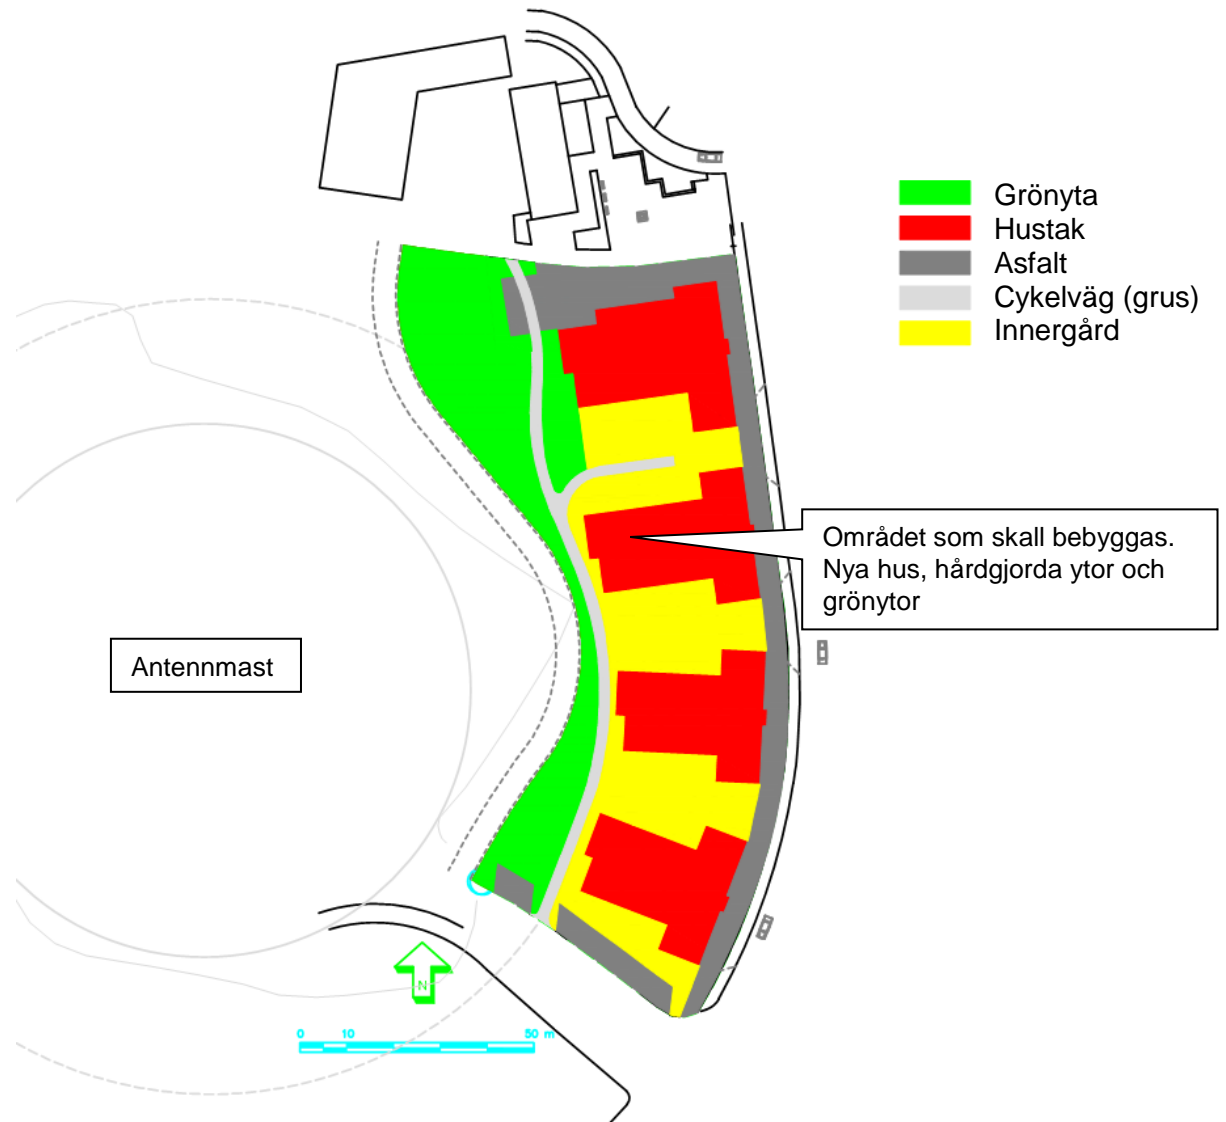 Grönyta
Hustak
Asfalt
Cykelväg (grus)
Innergård
Området som skall bebyggas.
Nya hus, hårdgjorda ytor och
grönytor
Antennmast
N
0 10 50 m